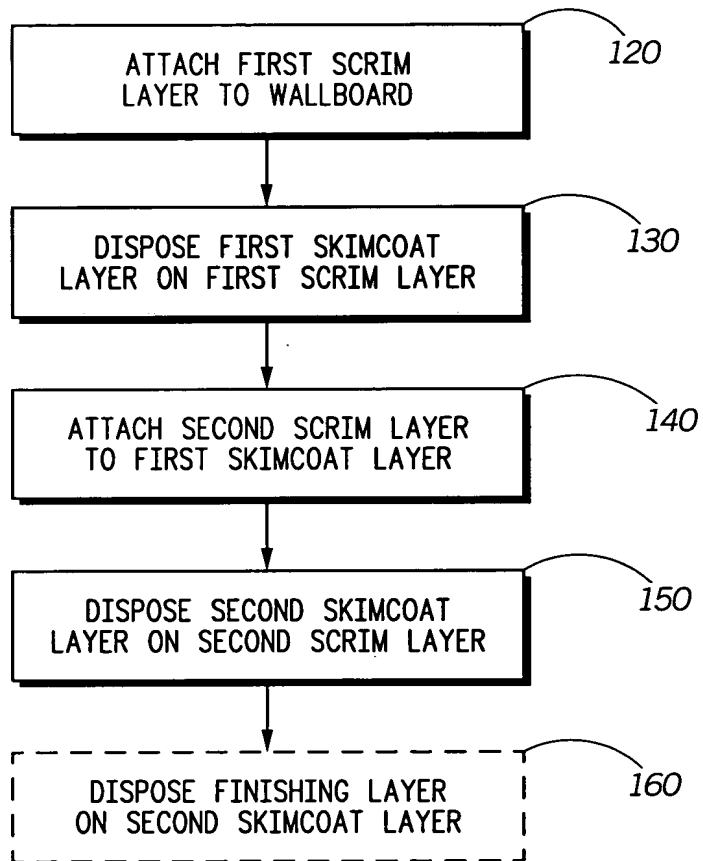 ATTACH FIRST SCRIM
LAYER TO WALLBOARD
120
DISPOSE FIRST SKIMCOAT
LAYER ON FIRST SCRIM LAYER
130
ATTACH SECOND SCRIM LAYER
TO FIRST SKIMCOAT LAYER
140
DISPOSE SECOND SKIMCOAT
LAYER ON SECOND SCRIM LAYER
150
DISPOSE FINISHING LAYER
ON SECOND SKIMCOAT LAYER
160